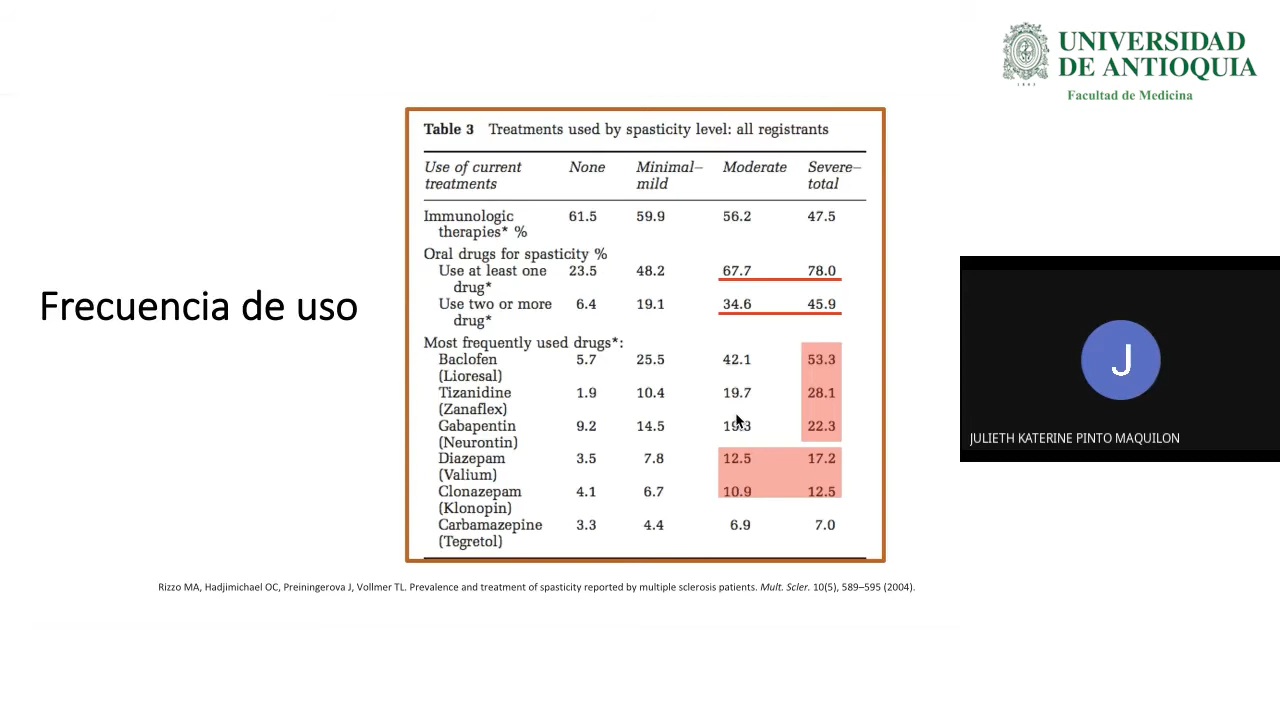 UNIVERSIDAD
DE ANTIOQUIA
1803
Facultad de Medicina
Frecuencia de uso
Table 3 Treatments used by spasticity level: all registrants
Use of current treatments None Minimal–mild Moderate Severe–total
Immunologic therapies* % 61.5 59.9 56.2 47.5
Oral drugs for spasticity %
Use at least one drug* 23.5 48.2 67.7 78.0
Use two or more drug* 6.4 19.1 34.6 45.9
Most frequently used drugs*:
Baclofen (Lioresal) 5.7 25.5 42.1 53.3
Tizanidine (Zanaflex) 1.9 10.4 19.7 28.1
Gabapentin (Neurontin) 9.2 14.5 19.3 22.3
Diazepam (Valium) 3.5 7.8 12.5 17.2
Clonazepam (Klonopin) 4.1 6.7 10.9 12.5
Carbamazepine (Tegretol) 3.3 4.4 6.9 7.0
Rizzo MA, Hadjimichael OC, Preiningerova J, Vollmer TL. Prevalence and treatment of spasticity reported by multiple sclerosis patients. Mult. Scler. 10(5), 589–595 (2004).
J
JULIETH KATERINE PINTO MAQUILON